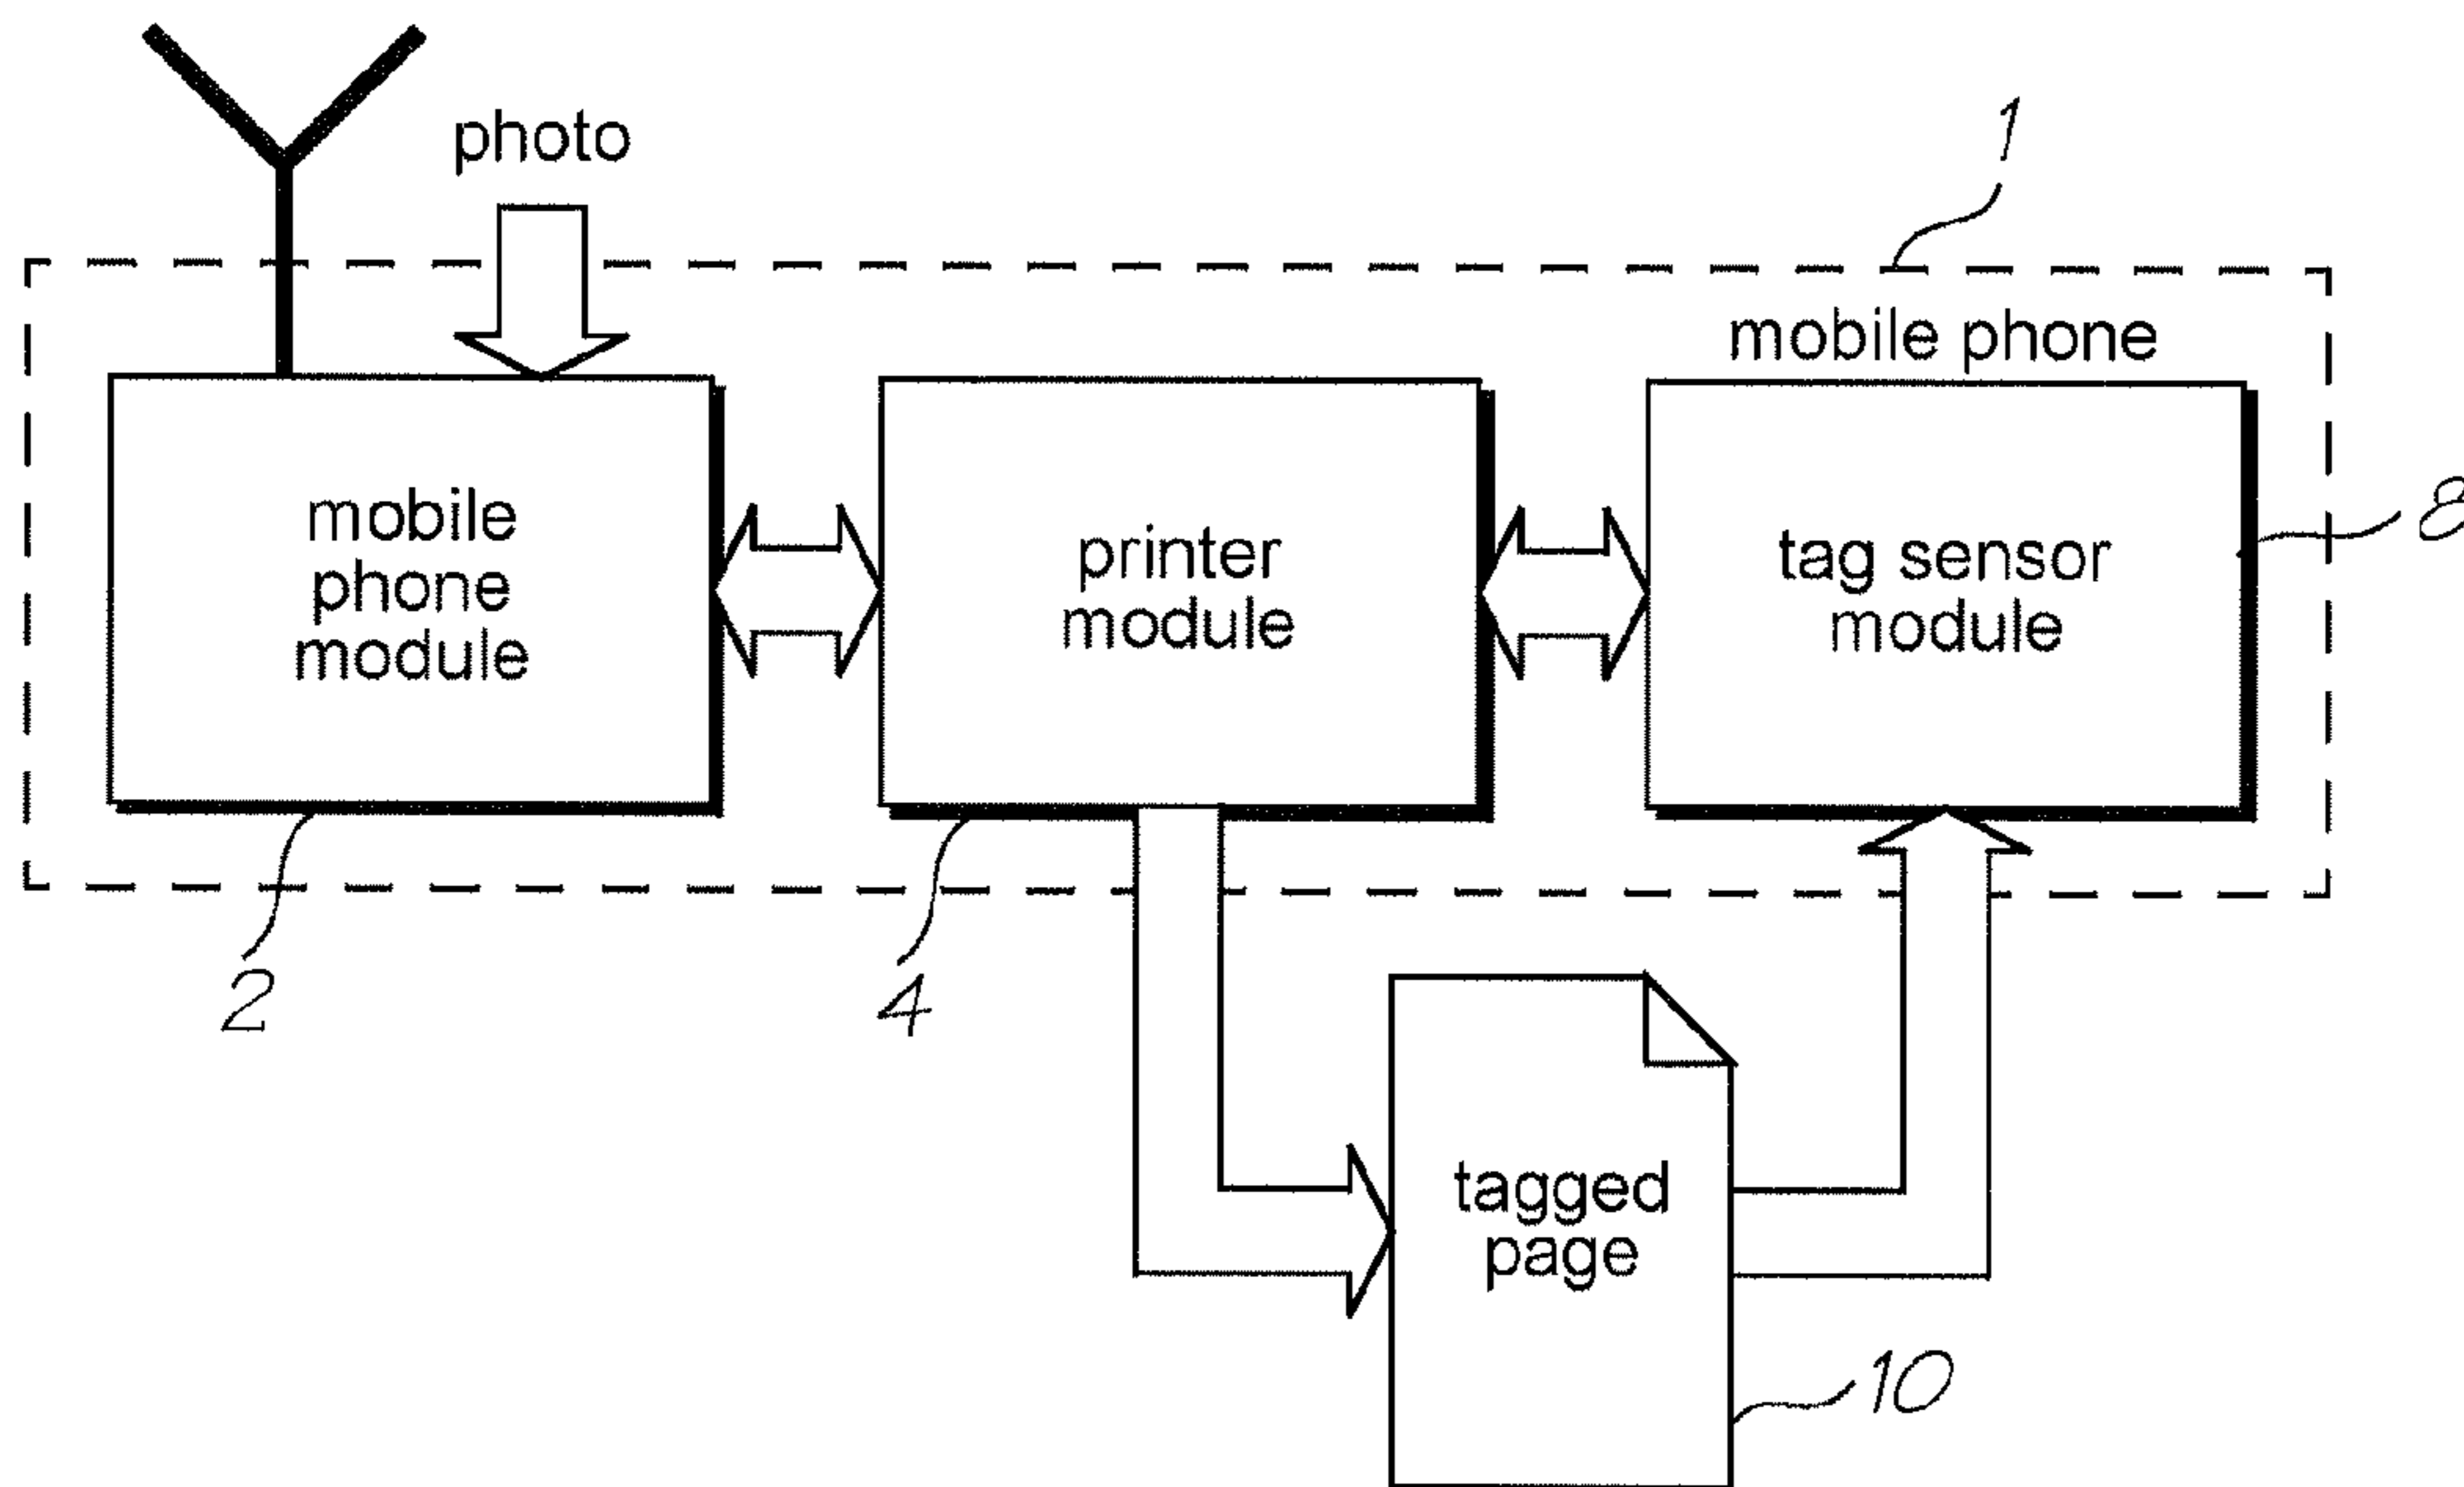 photo
1
mobile phone
mobile
phone
module
printer
module
tag sensor
module
8
2
4
tagged
page
10